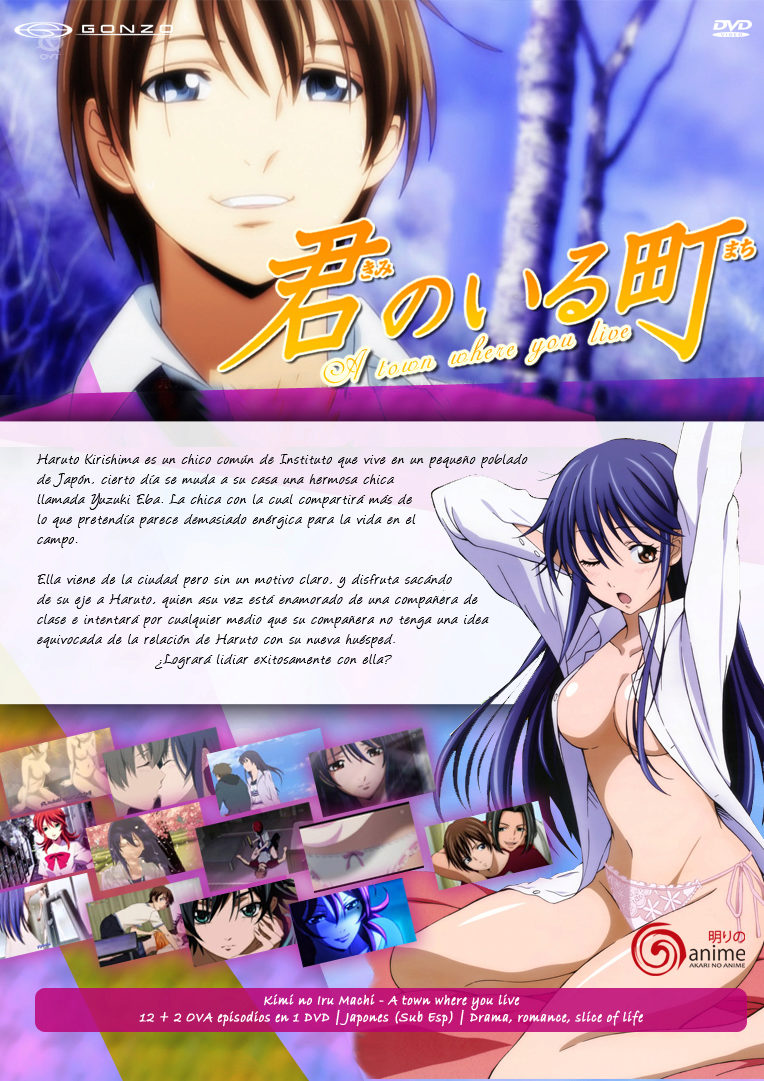 GONZO
DVD
VIDEO
君のいる町
きみ
まち
A town where you live
Haruto Kirishima es un chico común de Instituto que vive en un pequeño poblado
de Japón, cierto día se muda a su casa una hermosa chica
llamada Yuzuki Eba. La chica con la cual compartirá más de
lo que pretendía parece demasiado enérgica para la vida en el
campo.
Ella viene de la ciudad pero sin un motivo claro, y disfruta sacándo
de su eje a Haruto, quien asu vez está enamorado de una compañera de
clase e intentará por cualquier medio que su compañera no tenga una idea
equivocada de la relación de Haruto con su nueva huésped.
¿Logrará lidiar exitosamente con ella?
明りの
anime
AKARI NO ANIME
Kimi no Iru Machi - A town where you live
12 + 2 OVA episodios en 1 DVD | Japones (Sub Esp) | Drama, romance, slice of life